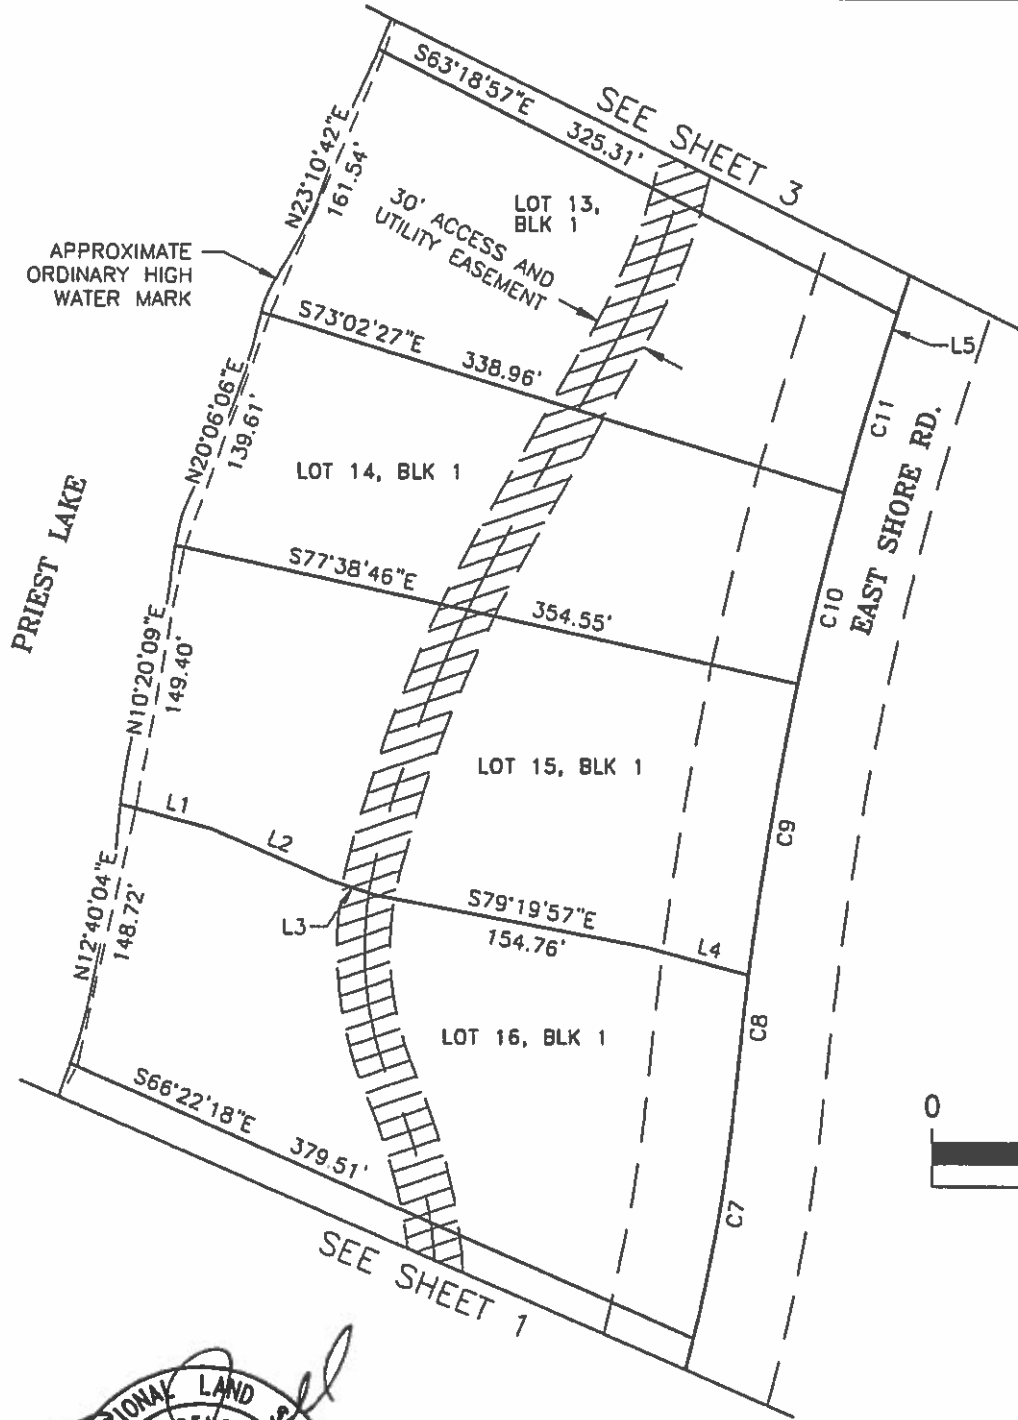 SEE SHEET 3
S63°18'57"E 325.31'
N23°10'42"E
161.54'
LOT 13,
BLK 1
30' ACCESS AND
UTILITY EASEMENT
APPROXIMATE
ORDINARY HIGH
WATER MARK
S73°02'27"E 338.96'
L5
C11
N20°06'06"E
139.61'
LOT 14, BLK 1
EAST SHORE RD.
PRIEST LAKE
S77°38'46"E 354.55'
C10
N10°20'09"E
149.40'
LOT 15, BLK 1
L1
L2
C9
N12°40'04"E
148.72'
L3
S79°19'57"E
154.76'
L4
C8
LOT 16, BLK 1
S66°22'18"E 379.51'
0
C7
SEE SHEET 1
IONAL LAND S